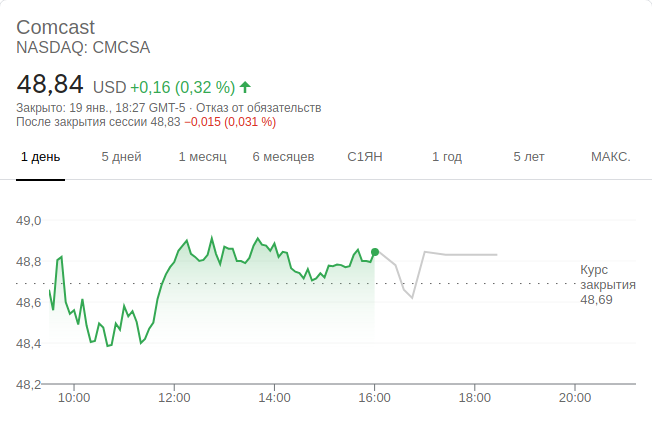 Comcast
NASDAQ: CMCSA
48,84 USD +0,16 (0,32 %)
Закрыто: 19 янв., 18:27 GMT-5 · Отказ от обязательств
После закрытия сессии 48,83 −0,015 (0,031 %)
1 день 5 дней 1 месяц 6 месяцев С1ЯН 1 год 5 лет МАКС.
49,0
48,8
Курс
закрытия
48,69
48,6
48,4
48,2
10:00 12:00 14:00 16:00 18:00 20:00